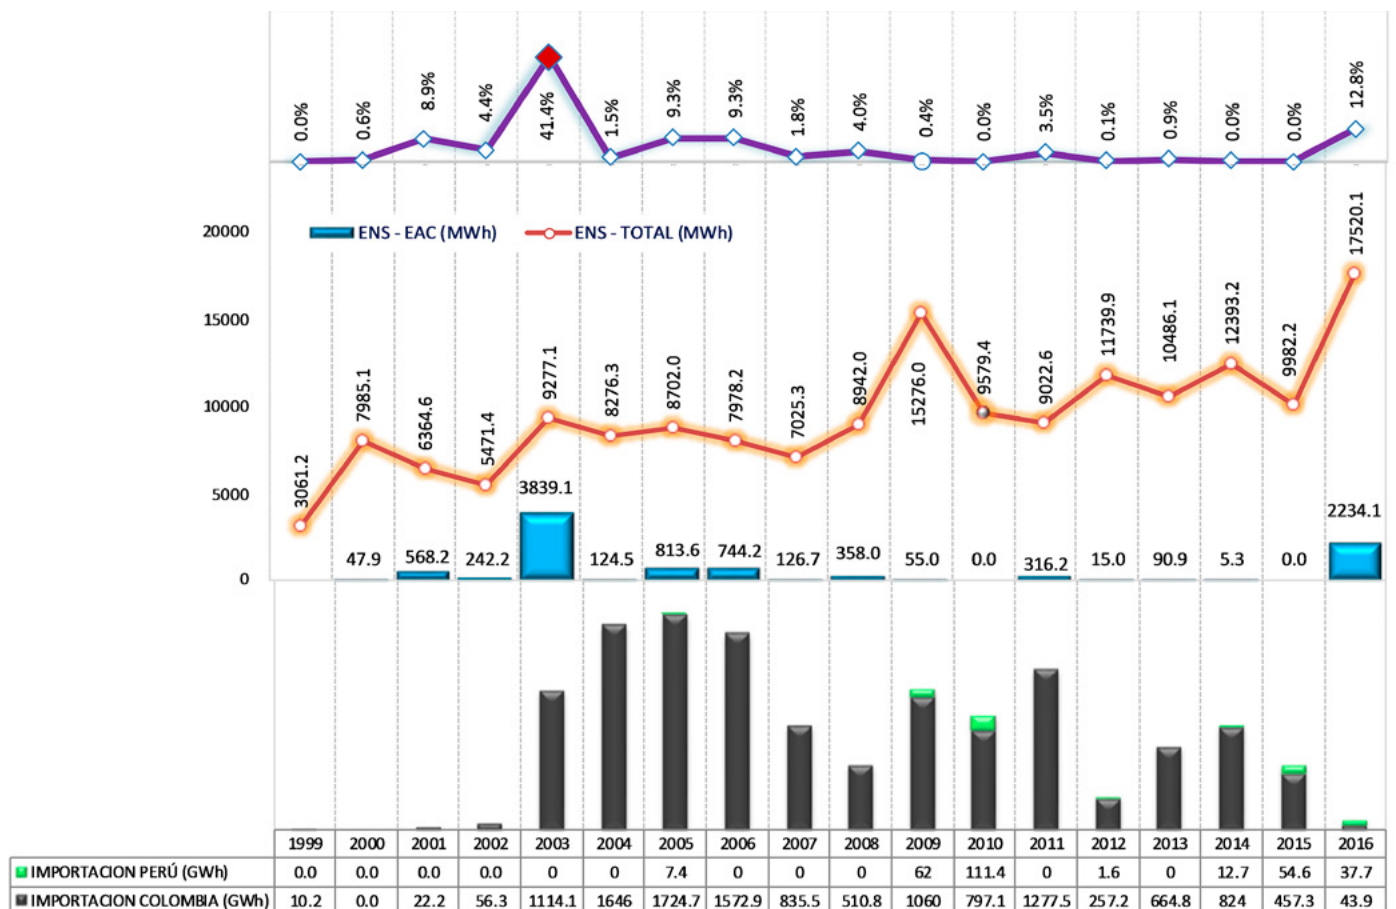 0.0% 0.6% 8.9% 4.4% 41.4% 1.5% 9.3% 9.3% 1.8% 4.0% 0.4% 0.0% 3.5% 0.1% 0.9% 0.0% 0.0% 12.8%
ENS - EAC (MWh) ENS - TOTAL (MWh)
20000
15000
10000
5000
0
3061.2 7985.1 6364.6 5471.4 9277.1 8276.3 8702.0 7978.2 7025.3 8942.0 15276.0 9579.4 9022.6 11739.9 10486.1 12393.2 9982.2 17520.1
47.9 568.2 242.2 3839.1 124.5 813.6 744.2 126.7 358.0 55.0 0.0 316.2 15.0 90.9 5.3 0.0 2234.1
1999 2000 2001 2002 2003 2004 2005 2006 2007 2008 2009 2010 2011 2012 2013 2014 2015 2016
IMPORTACION PERÚ (GWh) 0.0 0.0 0.0 0.0 0 0 7.4 0 0 0 62 111.4 0 1.6 0 12.7 54.6 37.7
IMPORTACION COLOMBIA (GWh) 10.2 0.0 22.2 56.3 1114.1 1646 1724.7 1572.9 835.5 510.8 1060 797.1 1277.5 257.2 664.8 824 457.3 43.9